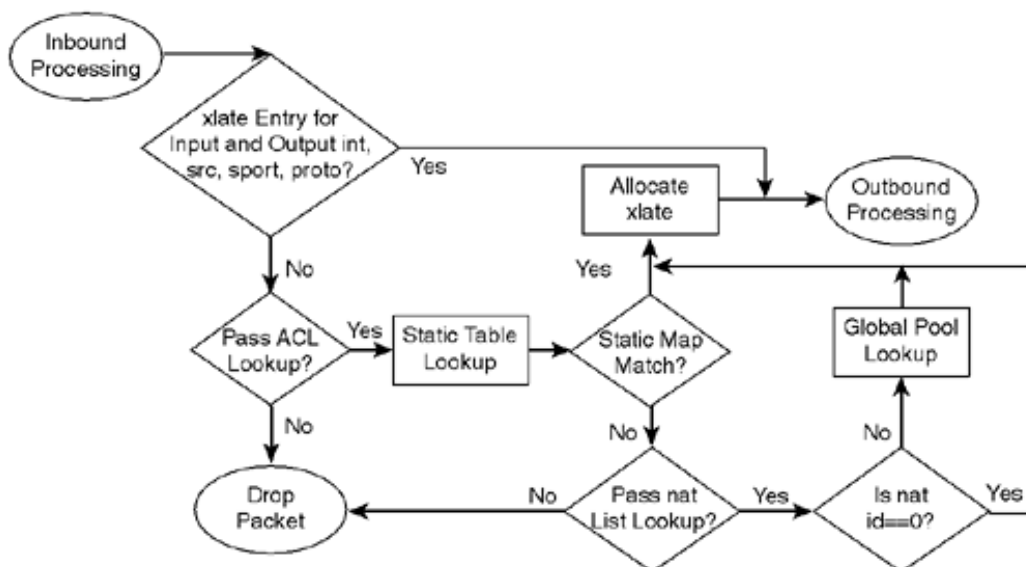 Inbound
Processing
xlate Entry for
Input and Output int,
src, sport, proto?
Yes
Allocate
xlate
Outbound
Processing
No
Yes
Pass ACL
Lookup?
Yes
Static Table
Lookup
Static Map
Match?
Global Pool
Lookup
No
No
No
Drop
Packet
No
Pass nat
List Lookup?
Yes
Is nat
id==0?
Yes